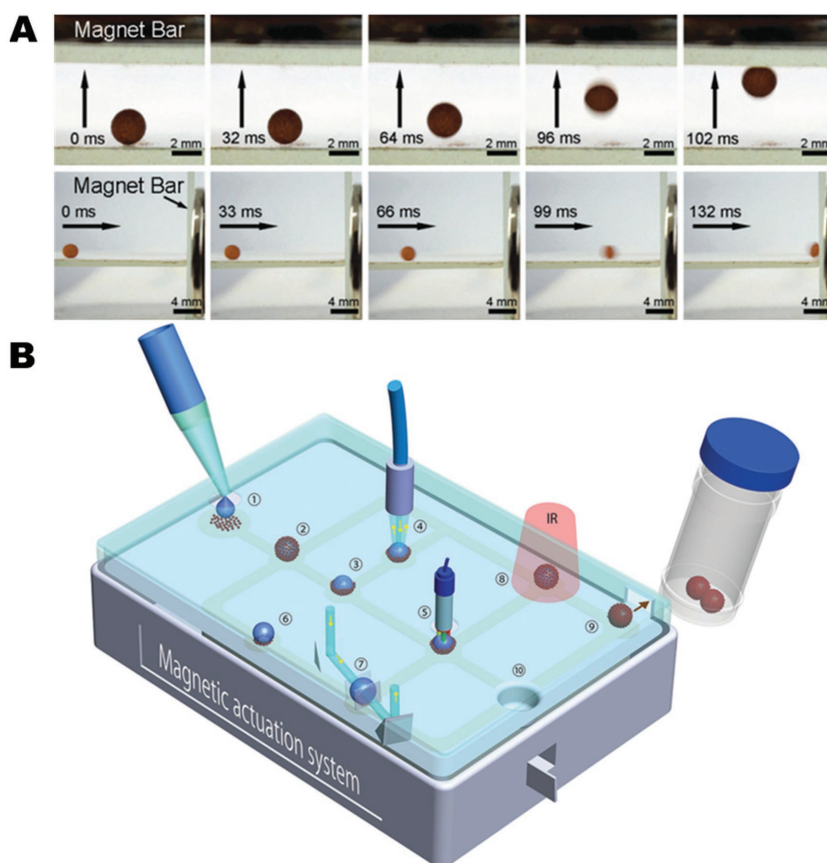 A
Magnet Bar
0 ms
2 mm
32 ms
2 mm
64 ms
2 mm
96 ms
2 mm
102 ms
2 mm
Magnet Bar
0 ms
4 mm
33 ms
4 mm
66 ms
4 mm
99 ms
4 mm
132 ms
4 mm
B
①
②
③
④
⑤
⑥
⑦
IR
⑧
⑨
⑩
Magnetic actuation system